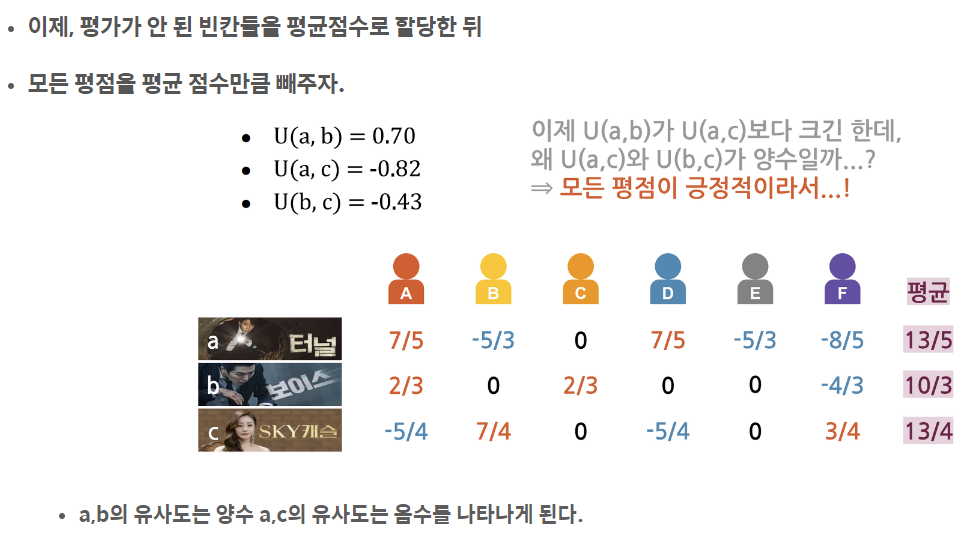 이제, 평가가 안 된 빈칸들을 평균점수로 할당한 뒤
모든 평점을 평균 점수만큼 빼주자.
U(a, b) = 0.70
U(a, c) = -0.82
U(b, c) = -0.43
이제 U(a,b)가 U(a,c)보다 크긴 한데,
왜 U(a,c)와 U(b,c)가 양수일까...?
⇒ 모든 평점이 긍정적이라서...!
A B C D E F 평균
a 터널 7/5 -5/3 0 7/5 -5/3 -8/5 13/5
b 보이스 2/3 0 2/3 0 0 -4/3 10/3
c SKY캐슬 -5/4 7/4 0 -5/4 0 3/4 13/4
a,b의 유사도는 양수 a,c의 유사도는 음수를 나타나게 된다.